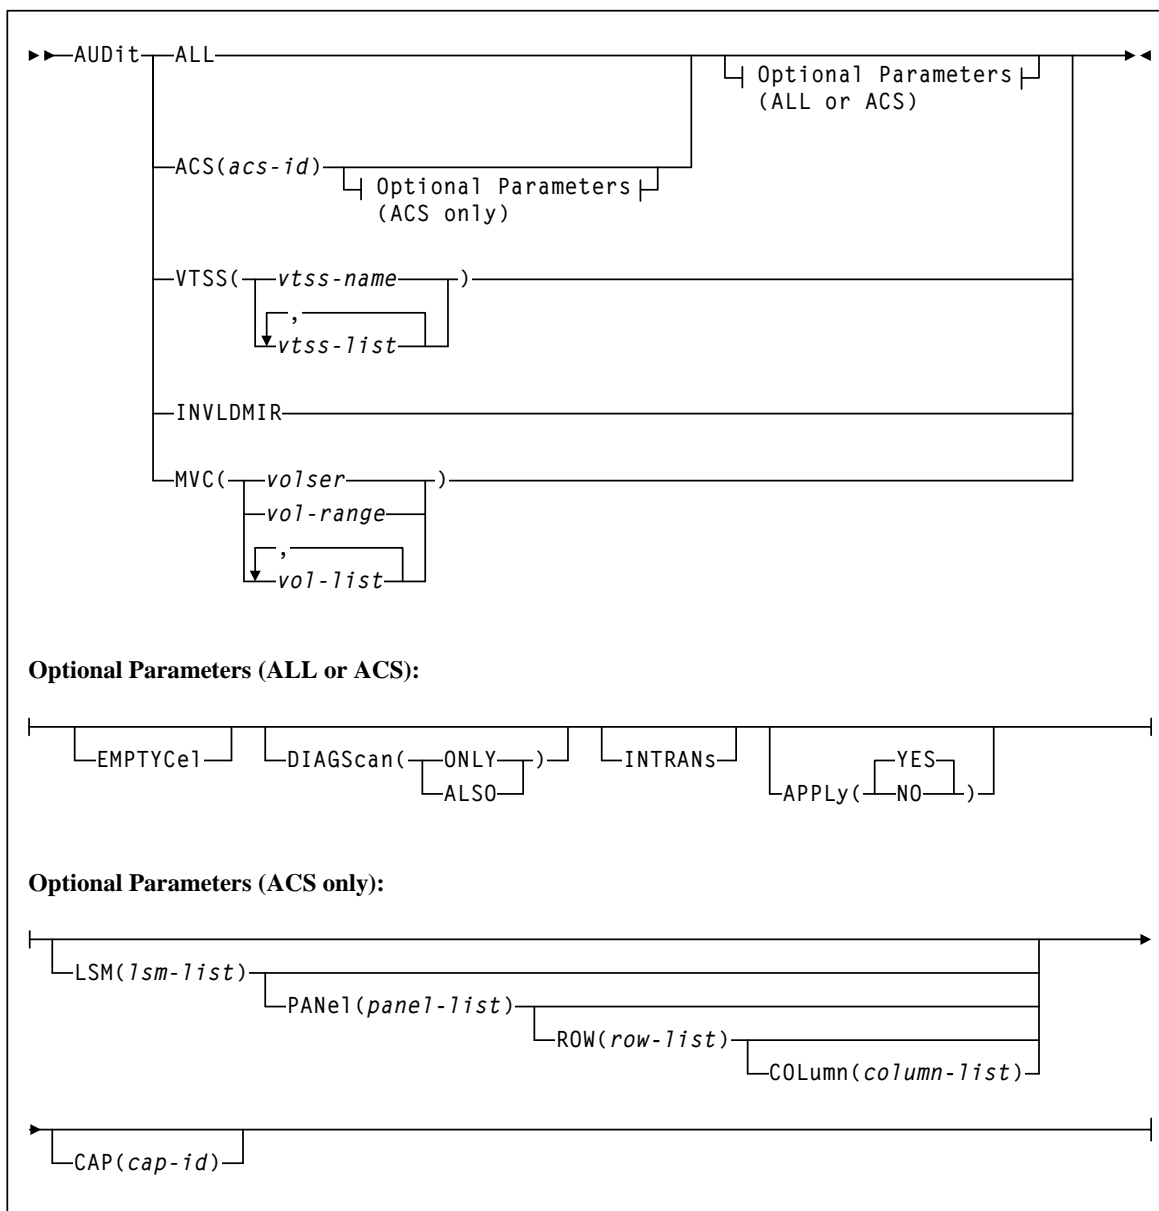 AUDit ALL
Optional Parameters
(ALL or ACS)
ACS(acs-id)
Optional Parameters
(ACS only)
VTSS( vtss-name )
,
vtss-list
INVLDMIR
MVC( volser )
vol-range
,
vol-list
Optional Parameters (ALL or ACS):
EMPTYCel DIAGScan( ONLY ) INTRANs YES
ALSO APPLy( NO )
Optional Parameters (ACS only):
LSM(lsm-list)
PANel(panel-list)
ROW(row-list)
COLumn(column-list)
CAP(cap-id)